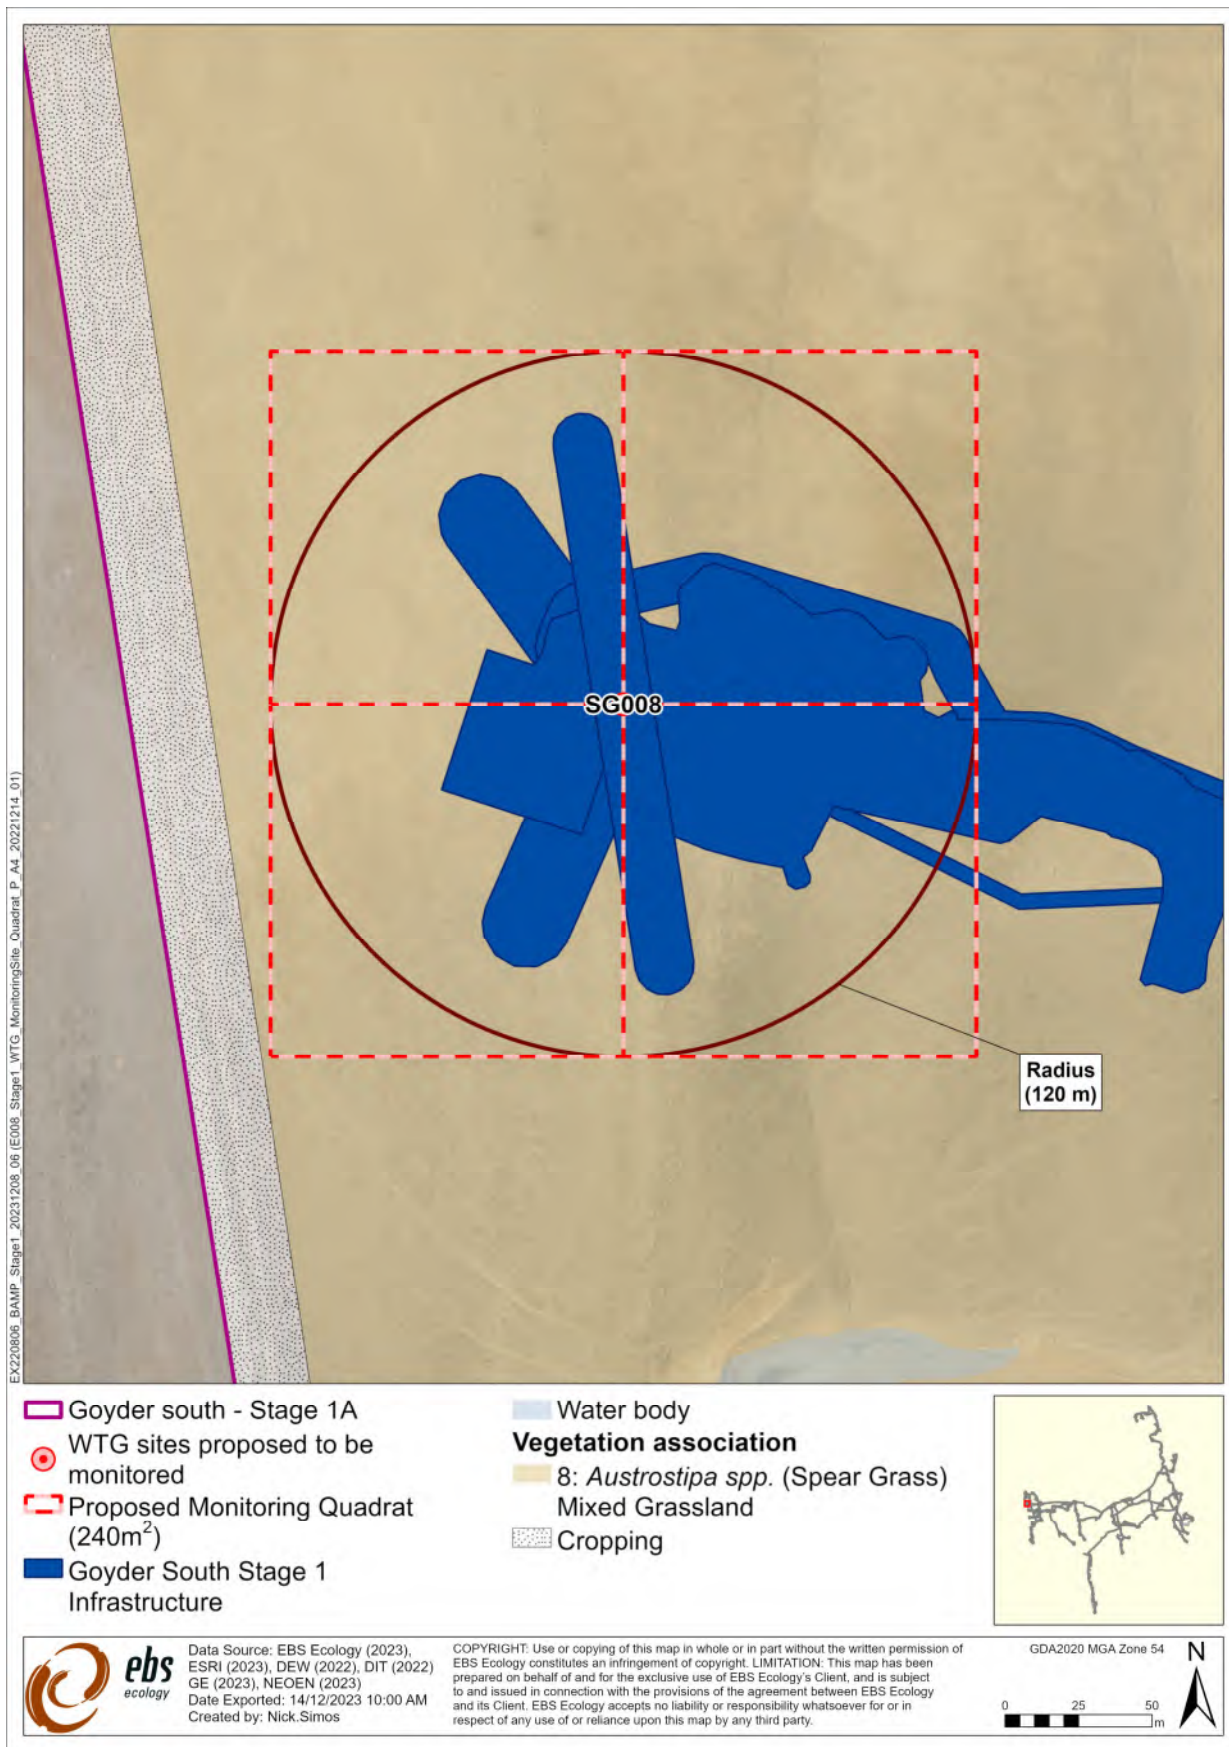 SG008
Radius
(120 m)
EX220806_BAMP_Stage1_20231208_06 (E008_Stage1_WTG_MonitoringSite_Quadrat_P_A4_20221214_01)
Goyder south - Stage 1A
WTG sites proposed to be
monitored
Proposed Monitoring Quadrat
(240m²)
Goyder South Stage 1
Infrastructure
Water body
Vegetation association
8: Austrostipa spp. (Spear Grass)
Mixed Grassland
Cropping
ebs
ecology
Data Source: EBS Ecology (2023),
ESRI (2023), DEW (2022), DIT (2022)
GE (2023), NEOEN (2023)
Date Exported: 14/12/2023 10:00 AM
Created by: Nick.Simos
COPYRIGHT: Use or copying of this map in whole or in part without the written permission of
EBS Ecology constitutes an infringement of copyright. LIMITATION: This map has been
prepared on behalf of and for the exclusive use of EBS Ecology's Client, and is subject
to and issued in connection with the provisions of the agreement between EBS Ecology
and its Client. EBS Ecology accepts no liability or responsibility whatsoever for or in
respect of any use of or reliance upon this map by any third party.
GDA2020 MGA Zone 54
N
0 25 50
m